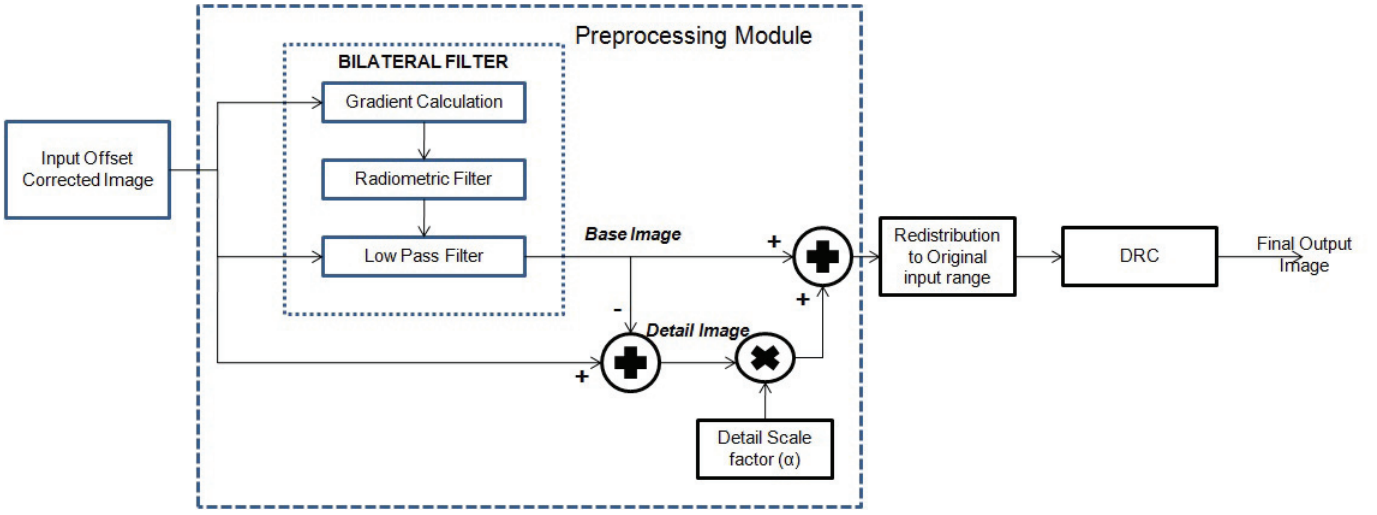 Preprocessing Module
BILATERAL FILTER
Gradient Calculation
Input Offset
Corrected Image
Radiometric Filter
Low Pass Filter
Base Image
+
+
-
Detail Image
+
Redistribution
to Original
input range
DRC
Final Output
Image
Detail Scale
factor (α)